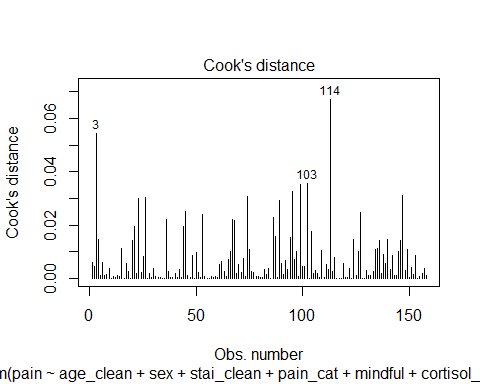 Cook's distance
Cook's distance
0.00 0.02 0.04 0.06
3
103
114
0 50 100 150
Obs. number
m(pain ~ age_clean + sex + stai_clean + pain_cat + mindful + cortisol_